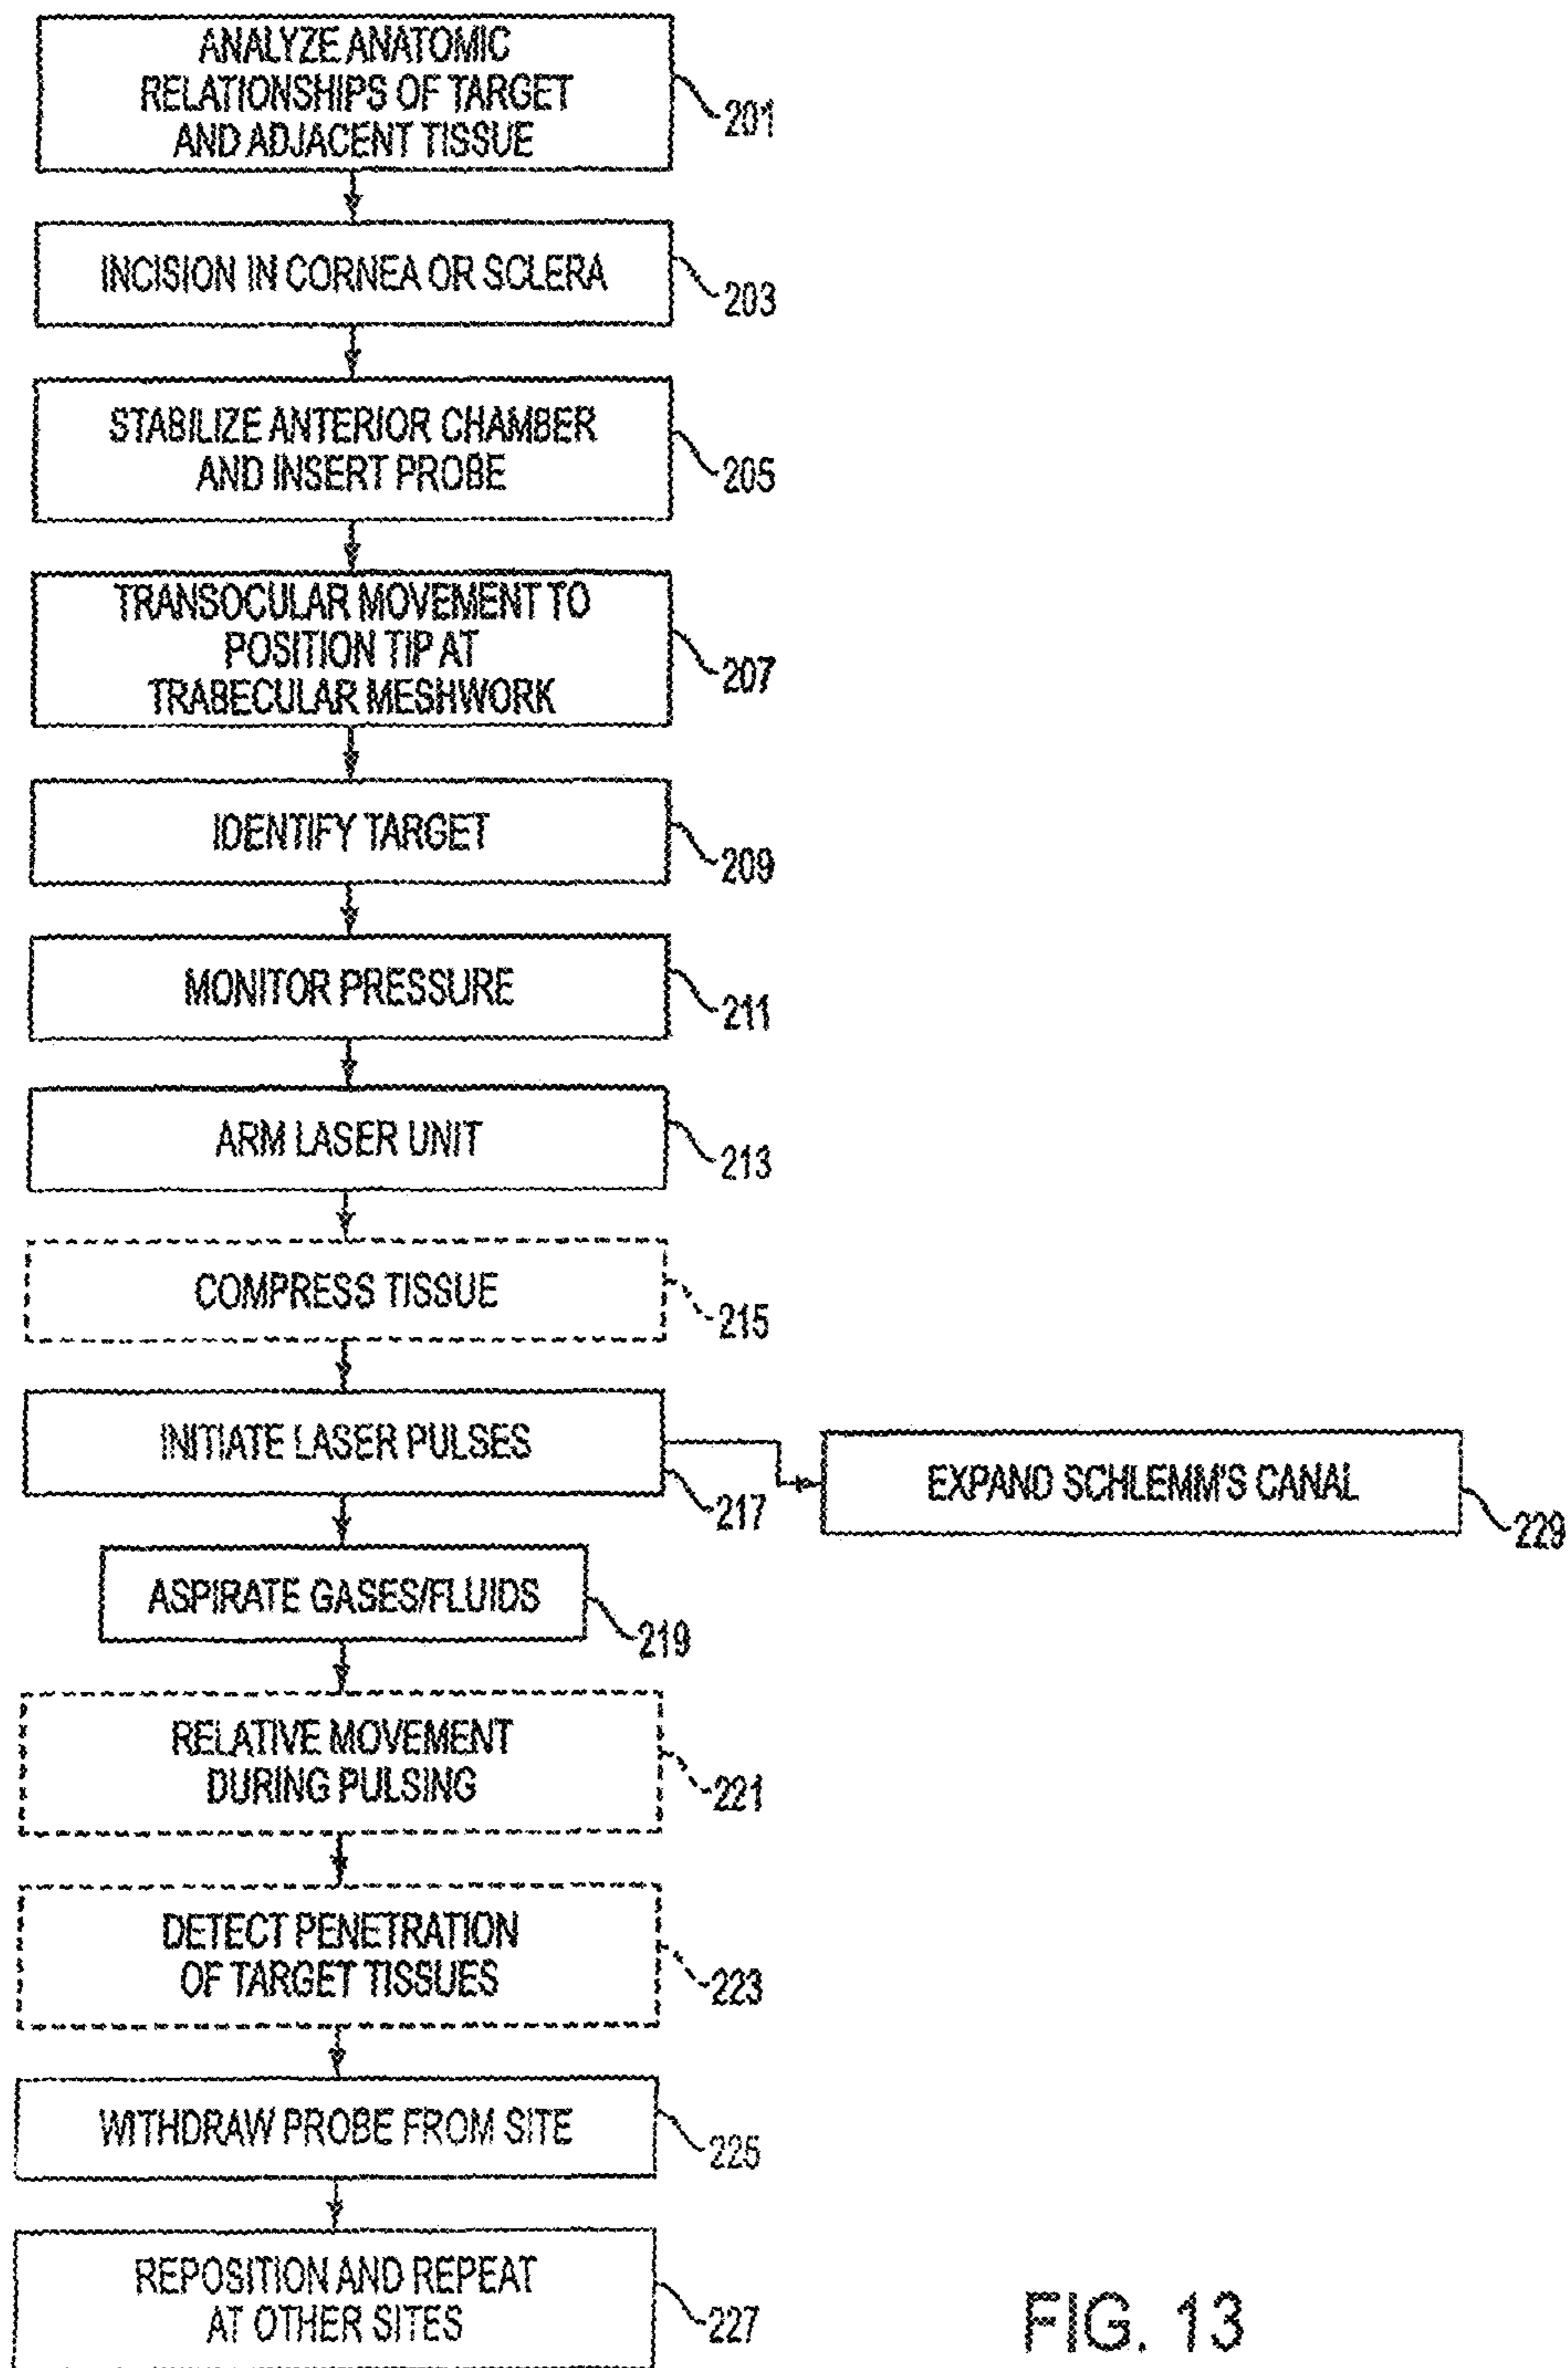 ANALYZE ANATOMIC
RELATIONSHIPS OF TARGET
AND ADJACENT TISSUE
201
INCISION IN CORNEA OR SCLERA
203
STABILIZE ANTERIOR CHAMBER
AND INSERT PROBE
205
TRANSOCULAR MOVEMENT TO
POSITION TIP AT
TRABECULAR MESHWORK
207
IDENTIFY TARGET
209
MONITOR PRESSURE
211
ARM LASER UNIT
213
COMPRESS TISSUE
215
INITIATE LASER PULSES
217
EXPAND SCHLEMM'S CANAL
229
ASPIRATE GASES/FLUIDS
219
RELATIVE MOVEMENT
DURING PULSING
221
DETECT PENETRATION
OF TARGET TISSUES
223
WITHDRAW PROBE FROM SITE
225
REPOSITION AND REPEAT
AT OTHER SITES
227
FIG. 13